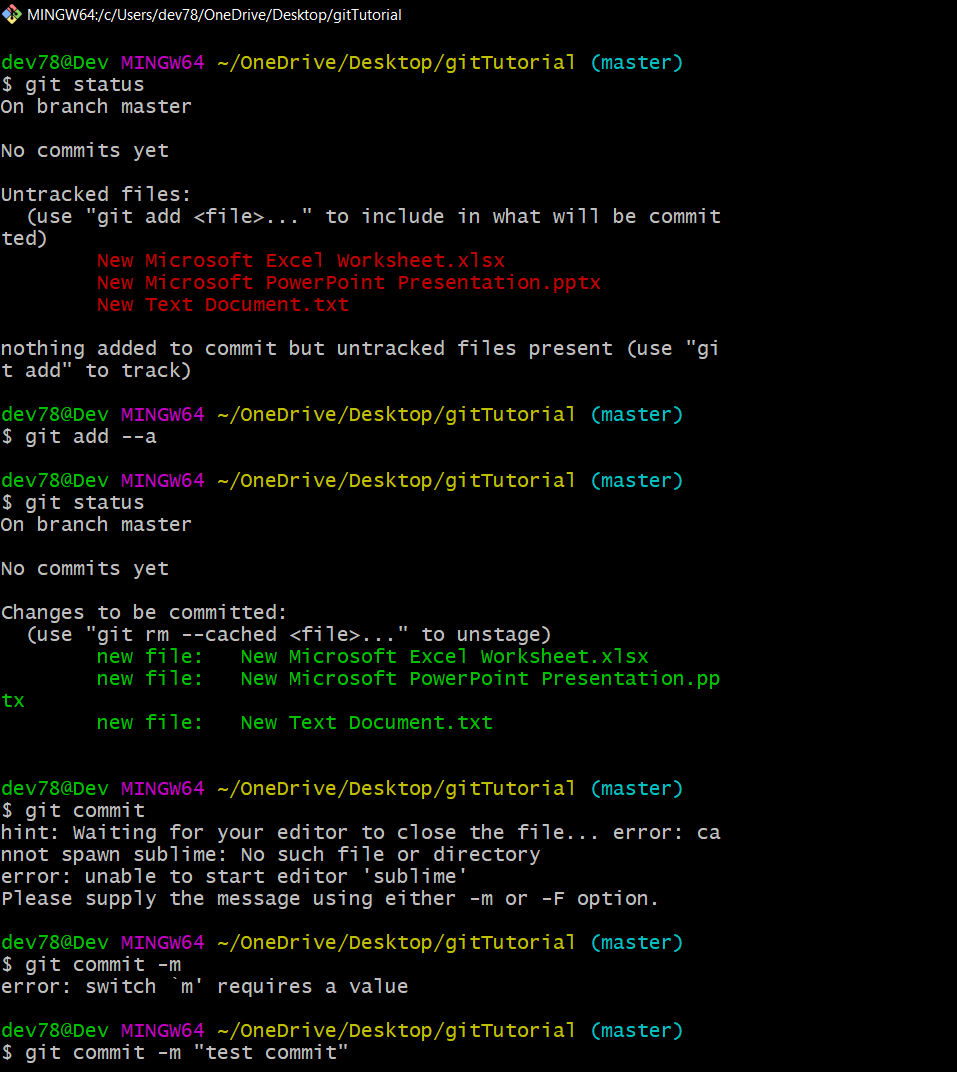 MINGW64:/c/Users/dev78/OneDrive/Desktop/gitTutorial
dev78@Dev MINGW64 ~/OneDrive/Desktop/gitTutorial (master)
$ git status
On branch master
No commits yet
Untracked files:
  (use "git add <file>..." to include in what will be commit
ted)
        New Microsoft Excel Worksheet.xlsx
        New Microsoft PowerPoint Presentation.pptx
        New Text Document.txt
nothing added to commit but untracked files present (use "gi
t add" to track)
dev78@Dev MINGW64 ~/OneDrive/Desktop/gitTutorial (master)
$ git add --a
dev78@Dev MINGW64 ~/OneDrive/Desktop/gitTutorial (master)
$ git status
On branch master
No commits yet
Changes to be committed:
  (use "git rm --cached <file>..." to unstage)
        new file:   New Microsoft Excel Worksheet.xlsx
        new file:   New Microsoft PowerPoint Presentation.pp
tx
        new file:   New Text Document.txt
dev78@Dev MINGW64 ~/OneDrive/Desktop/gitTutorial (master)
$ git commit
hint: Waiting for your editor to close the file... error: ca
nnot spawn sublime: No such file or directory
error: unable to start editor 'sublime'
Please supply the message using either -m or -F option.
dev78@Dev MINGW64 ~/OneDrive/Desktop/gitTutorial (master)
$ git commit -m
error: switch `m' requires a value
dev78@Dev MINGW64 ~/OneDrive/Desktop/gitTutorial (master)
$ git commit -m "test commit"